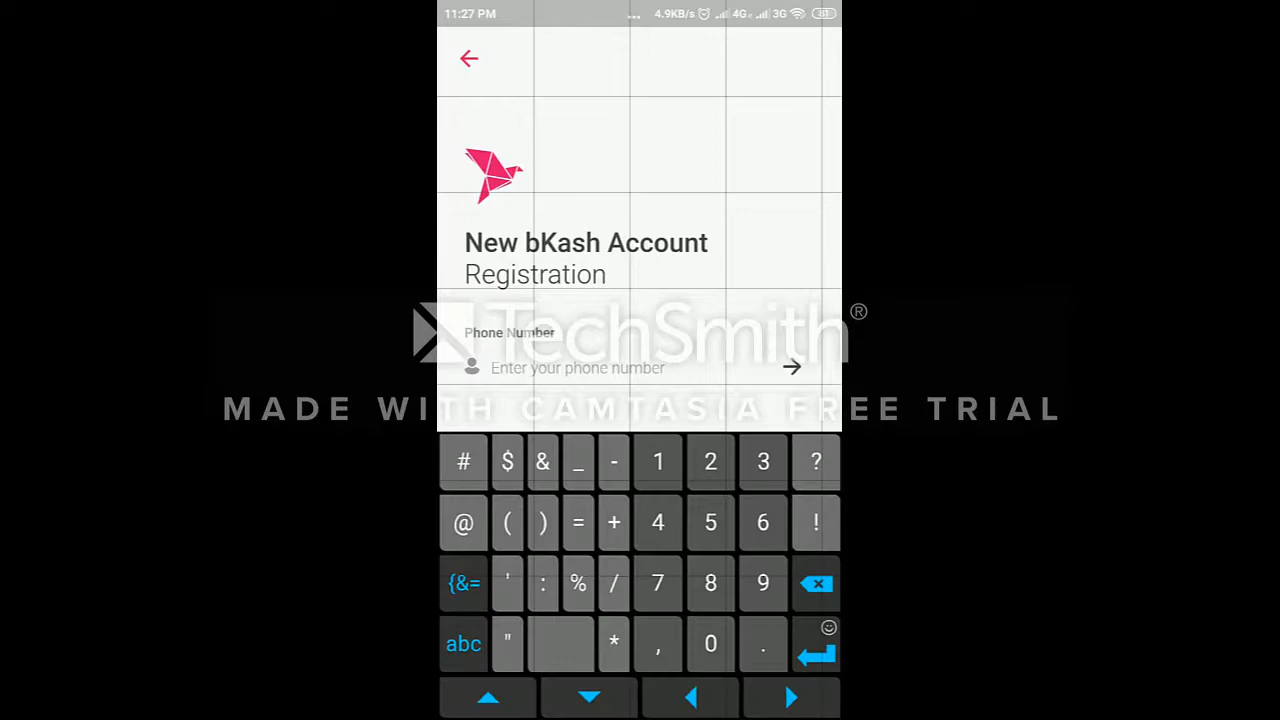 11:27 PM ... 4.9KB/s 4G 3G 81
New bKash Account
Registration
TechSmith®
Phone Number
Enter your phone number
MADE WITH CAMTASIA FREE TRIAL
# $ & _ - 1 2 3 ?
@ ( ) = + 4 5 6 !
{&= ' : % / 7 8 9
abc " * , 0 .